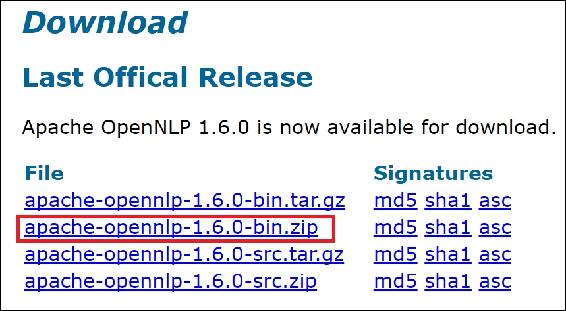 Download
Last Offical Release
Apache OpenNLP 1.6.0 is now available for download.
File Signatures
apache-opennlp-1.6.0-bin.tar.gz md5 sha1 asc
apache-opennlp-1.6.0-bin.zip md5 sha1 asc
apache-opennlp-1.6.0-src.tar.gz md5 sha1 asc
apache-opennlp-1.6.0-src.zip md5 sha1 asc